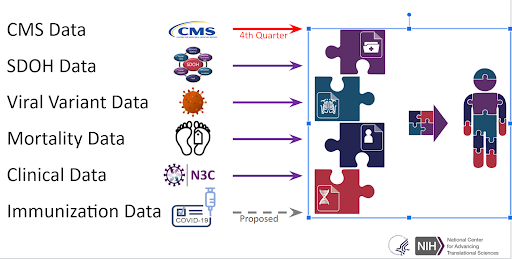 CMS Data
CMS
4th Quarter
SDOH Data
SDOH
Viral Variant Data
Mortality Data
Clinical Data
N3C
Immunization Data
COVID-19
Proposed
NIH
National Center
for Advancing
Translational Sciences